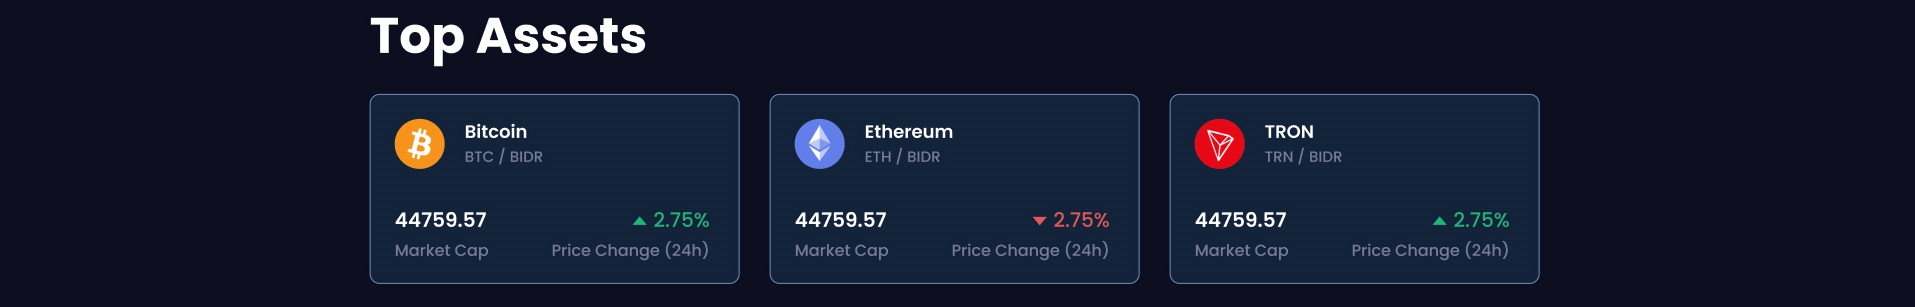 Top Assets
Bitcoin
BTC / BIDR
44759.57
2.75%
Market Cap
Price Change (24h)
Ethereum
ETH / BIDR
44759.57
2.75%
Market Cap
Price Change (24h)
TRON
TRN / BIDR
44759.57
2.75%
Market Cap
Price Change (24h)